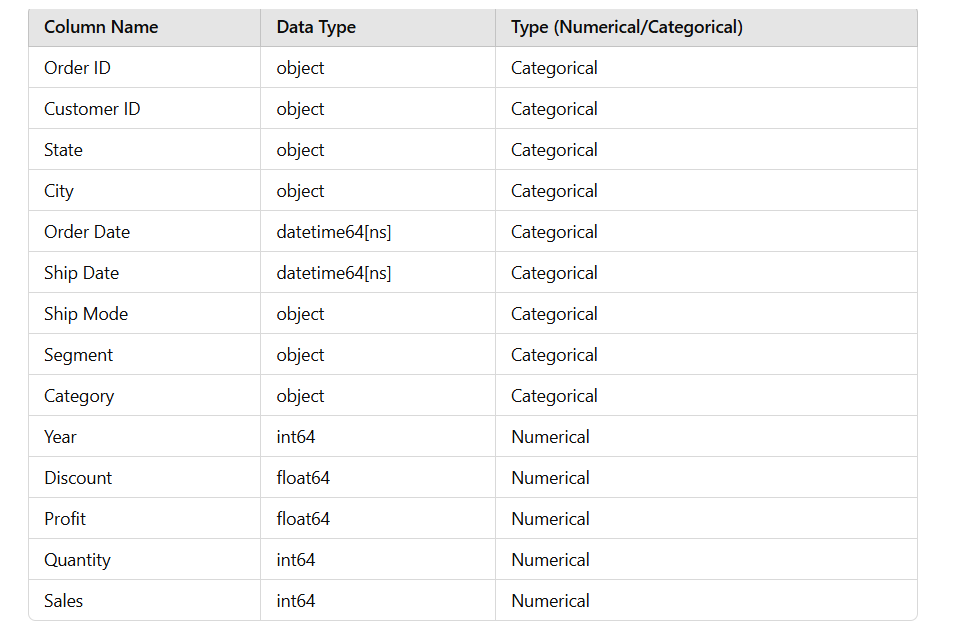 Column Name Data Type Type (Numerical/Categorical)
Order ID object Categorical
Customer ID object Categorical
State object Categorical
City object Categorical
Order Date datetime64[ns] Categorical
Ship Date datetime64[ns] Categorical
Ship Mode object Categorical
Segment object Categorical
Category object Categorical
Year int64 Numerical
Discount float64 Numerical
Profit float64 Numerical
Quantity int64 Numerical
Sales int64 Numerical